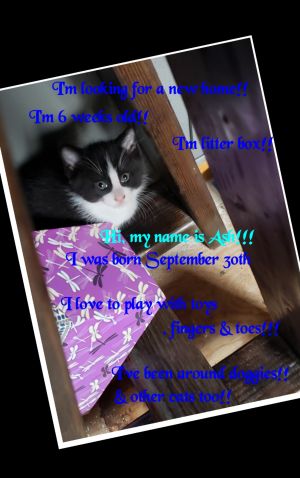 I'm looking for a new home!!
I'm 6 weeks old!!
I'm litter box!!
Hi, my name is Ash!!!
I was born September 30th
I love to play with toys
, fingers & toes!!!
I've been around doggies!!
& other cats too!!